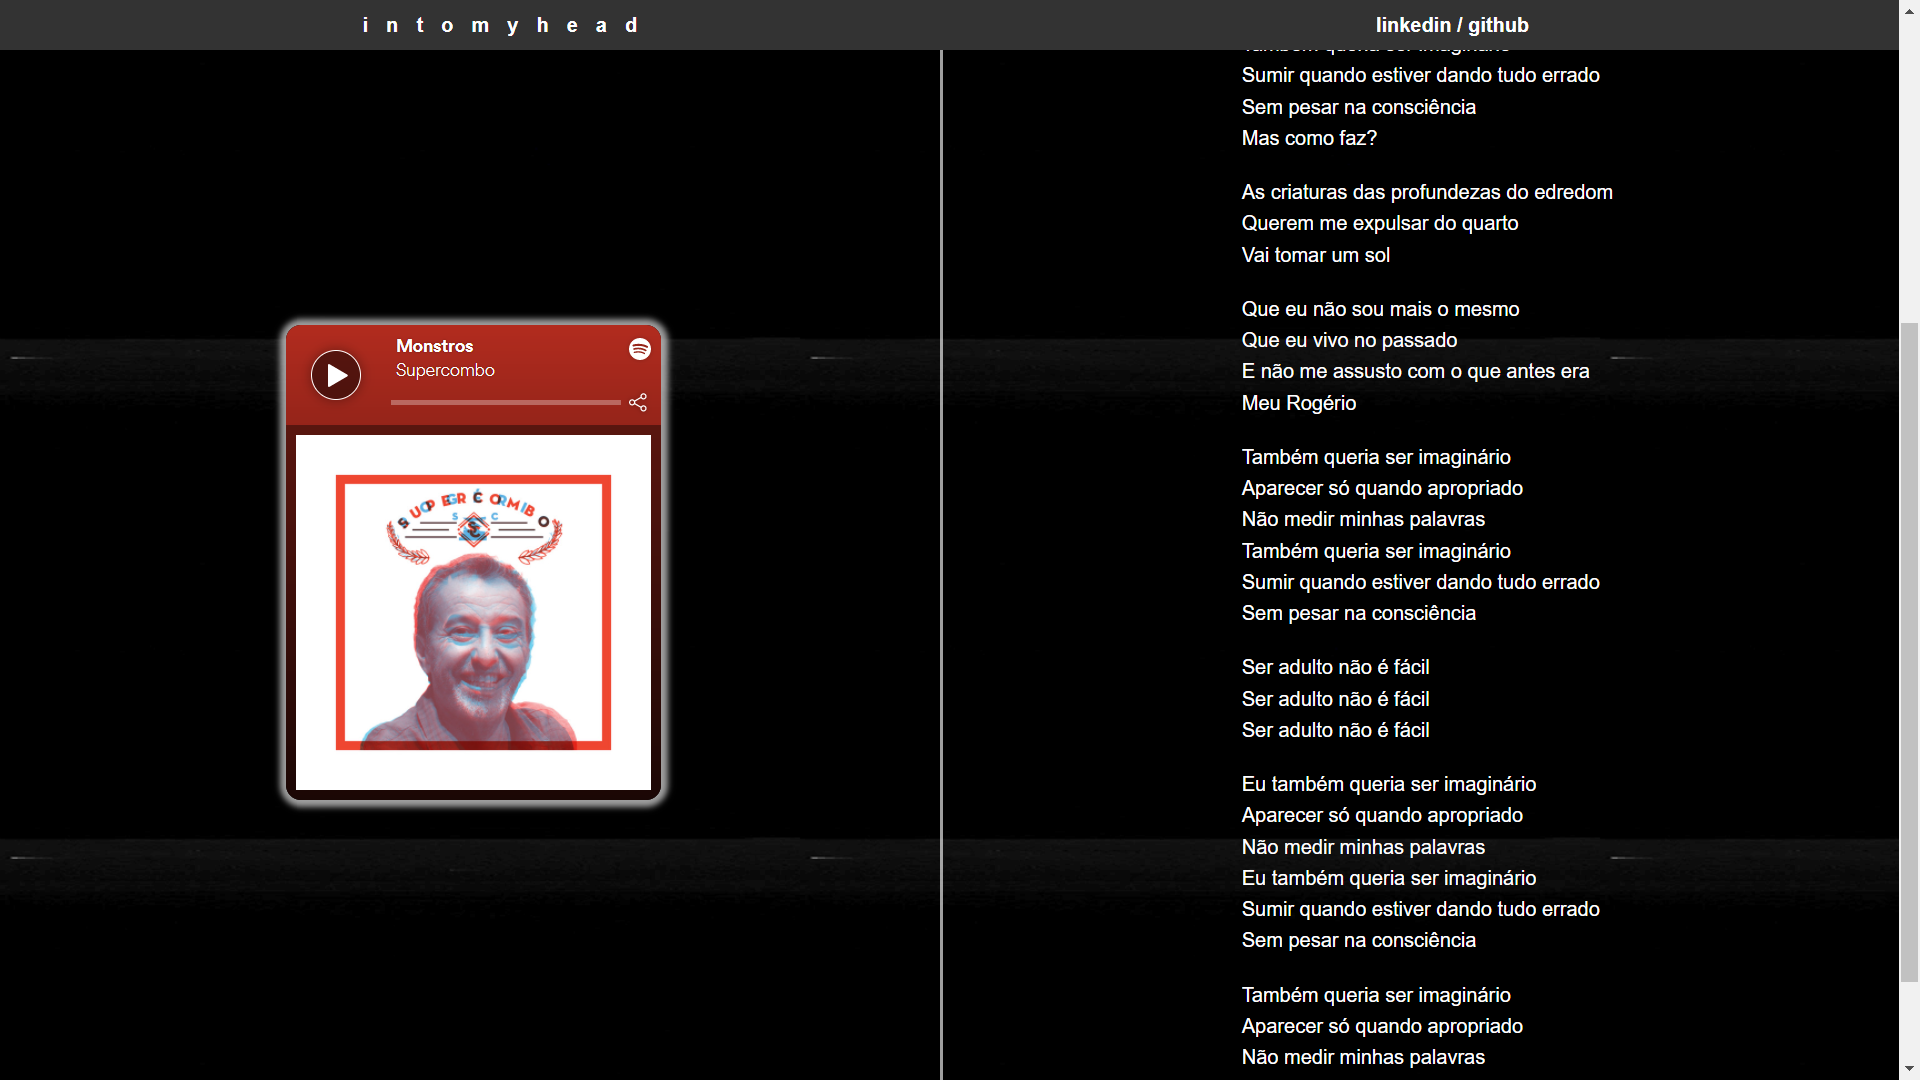 i n t o m y h e a d
linkedin / github
Monstros
Supercombo
SUPERCOMBO
S C
SC
Também queria ser imaginário
Sumir quando estiver dando tudo errado
Sem pesar na consciência
Mas como faz?
As criaturas das profundezas do edredom
Querem me expulsar do quarto
Vai tomar um sol
Que eu não sou mais o mesmo
Que eu vivo no passado
E não me assusto com o que antes era
Meu Rogério
Também queria ser imaginário
Aparecer só quando apropriado
Não medir minhas palavras
Também queria ser imaginário
Sumir quando estiver dando tudo errado
Sem pesar na consciência
Ser adulto não é fácil
Ser adulto não é fácil
Ser adulto não é fácil
Eu também queria ser imaginário
Aparecer só quando apropriado
Não medir minhas palavras
Eu também queria ser imaginário
Sumir quando estiver dando tudo errado
Sem pesar na consciência
Também queria ser imaginário
Aparecer só quando apropriado
Não medir minhas palavras